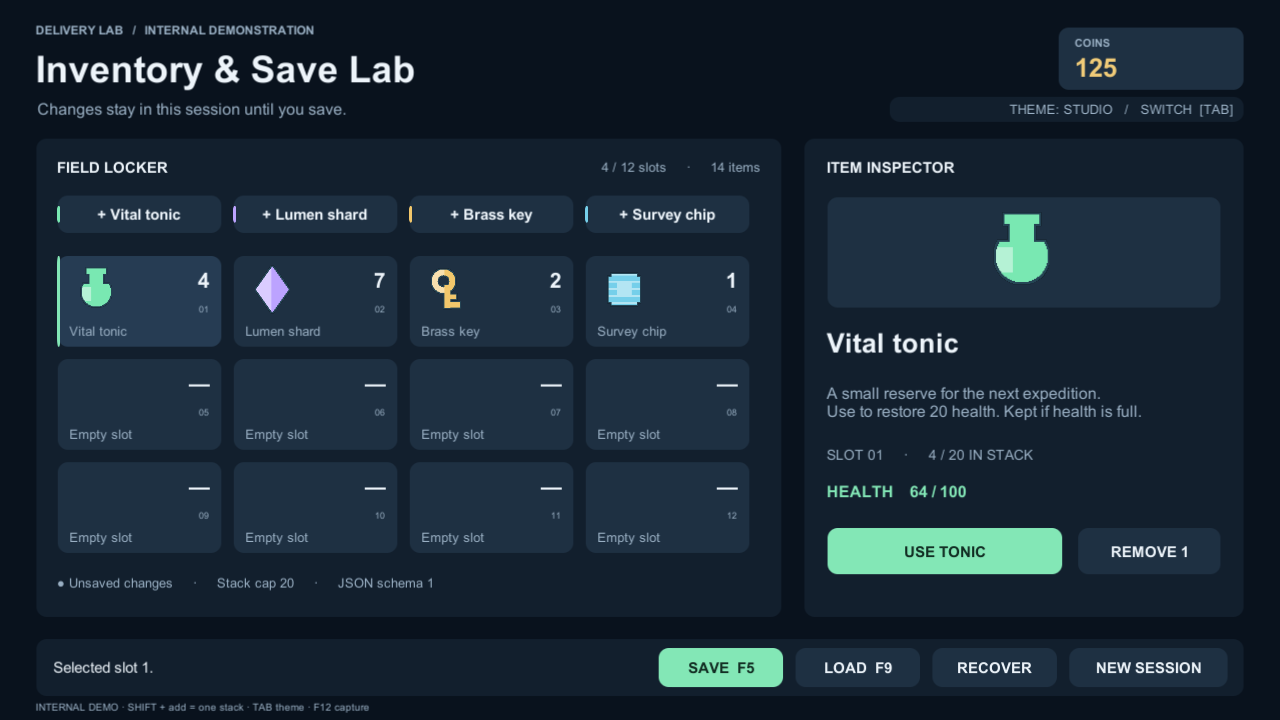 DELIVERY LAB / INTERNAL DEMONSTRATION
Inventory & Save Lab
Changes stay in this session until you save.
COINS
125
THEME: STUDIO / SWITCH [TAB]
FIELD LOCKER
4 / 12 slots · 14 items
+ Vital tonic
+ Lumen shard
+ Brass key
+ Survey chip
4
01
Vital tonic
7
02
Lumen shard
2
03
Brass key
1
04
Survey chip
—
05
Empty slot
—
06
Empty slot
—
07
Empty slot
—
08
Empty slot
—
09
Empty slot
—
10
Empty slot
—
11
Empty slot
—
12
Empty slot
● Unsaved changes · Stack cap 20 · JSON schema 1
ITEM INSPECTOR
Vital tonic
A small reserve for the next expedition.
Use to restore 20 health. Kept if health is full.
SLOT 01 · 4 / 20 IN STACK
HEALTH 64 / 100
USE TONIC
REMOVE 1
Selected slot 1.
SAVE F5
LOAD F9
RECOVER
NEW SESSION
INTERNAL DEMO · SHIFT + add = one stack · TAB theme · F12 capture